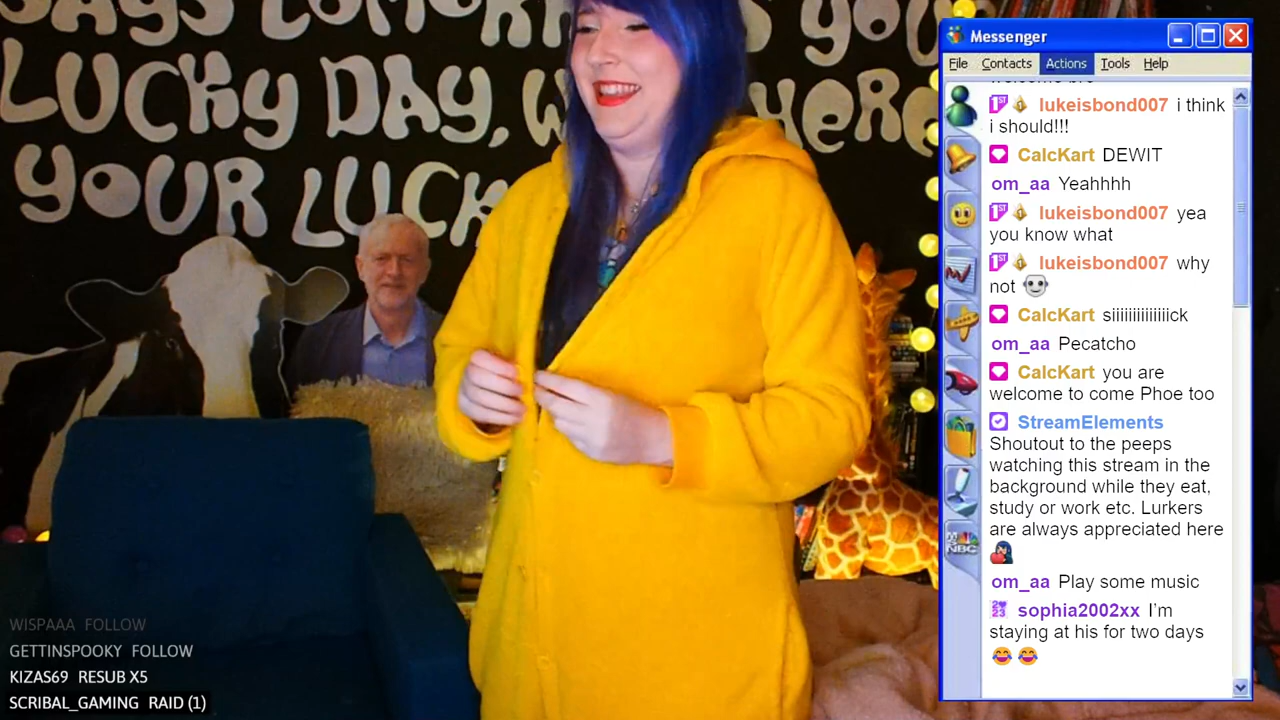 SAYS TOMORR S YOU
LUCKY DAY, W HERE
YOUR LUCK
Messenger
File Contacts Actions Tools Help
lukeisbond007 i think
i should!!!
CalcKart DEWIT
om_aa Yeahhhh
lukeisbond007 yea
you know what
lukeisbond007 why
not
CalcKart siiiiiiiiiiiiiick
om_aa Pecatcho
CalcKart you are
welcome to come Phoe too
StreamElements
Shoutout to the peeps
watching this stream in the
background while they eat,
study or work etc. Lurkers
are always appreciated here
om_aa Play some music
sophia2002xx I'm
staying at his for two days
WISPAAA FOLLOW
GETTINSPOOKY FOLLOW
KIZAS69 RESUB X5
SCRIBAL_GAMING RAID (1)